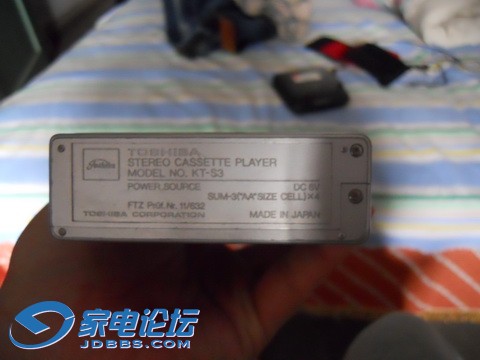 Toshiba
TOSHIBA
STEREO CASSETTE PLAYER
MODEL NO. KT-S3
POWER SOURCE DC 6V
SUM-3("AA" SIZE CELL)×4
FTZ Prüf.Nr. 11/632
TOSHIBA CORPORATION MADE IN JAPAN
家电论坛
JDBBS.COM